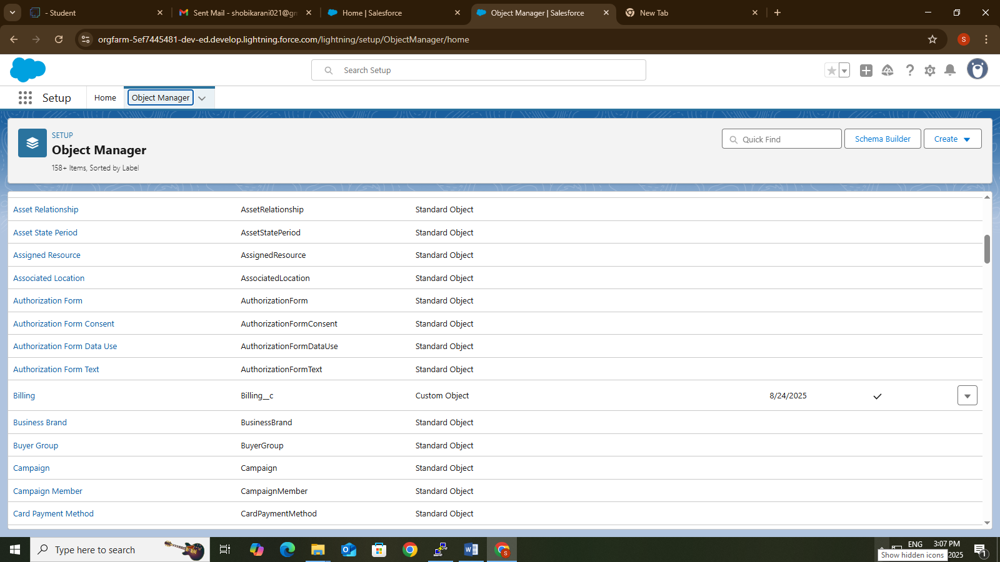 - Student
Sent Mail - shobikarani021@gm
Home | Salesforce
Object Manager | Salesforce
New Tab
orgfarm-5ef7445481-dev-ed.develop.lightning.force.com/lightning/setup/ObjectManager/home
S
Search Setup
Setup
Home
Object Manager
SETUP
Object Manager
158+ Items, Sorted by Label
Quick Find
Schema Builder
Create
Asset Relationship AssetRelationship Standard Object
Asset State Period AssetStatePeriod Standard Object
Assigned Resource AssignedResource Standard Object
Associated Location AssociatedLocation Standard Object
Authorization Form AuthorizationForm Standard Object
Authorization Form Consent AuthorizationFormConsent Standard Object
Authorization Form Data Use AuthorizationFormDataUse Standard Object
Authorization Form Text AuthorizationFormText Standard Object
Billing Billing__c Custom Object 8/24/2025
Business Brand BusinessBrand Standard Object
Buyer Group BuyerGroup Standard Object
Campaign Campaign Standard Object
Campaign Member CampaignMember Standard Object
Card Payment Method CardPaymentMethod Standard Object
Type here to search
ENG
3:07 PM
Show hidden icons
2025
1